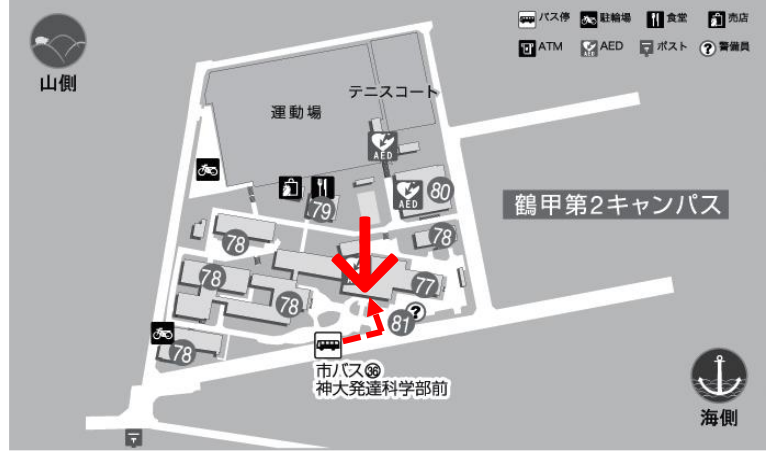 バス停
駐輪場
食堂
売店
ATM
AED
ポスト
?
警備員
山側
テニスコート
運動場
AED
AED
80
79
鶴甲第2キャンパス
78
78
78
77
78
81
?
78
市バス㊱
神大発達科学部前
海側